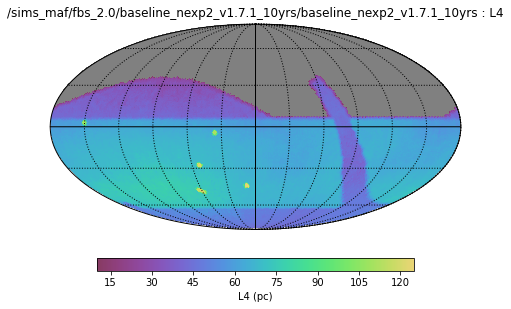 /sims_maf/fbs_2.0/baseline_nexp2_v1.7.1_10yrs/baseline_nexp2_v1.7.1_10yrs : L4
15 30 45 60 75 90 105 120
L4 (pc)